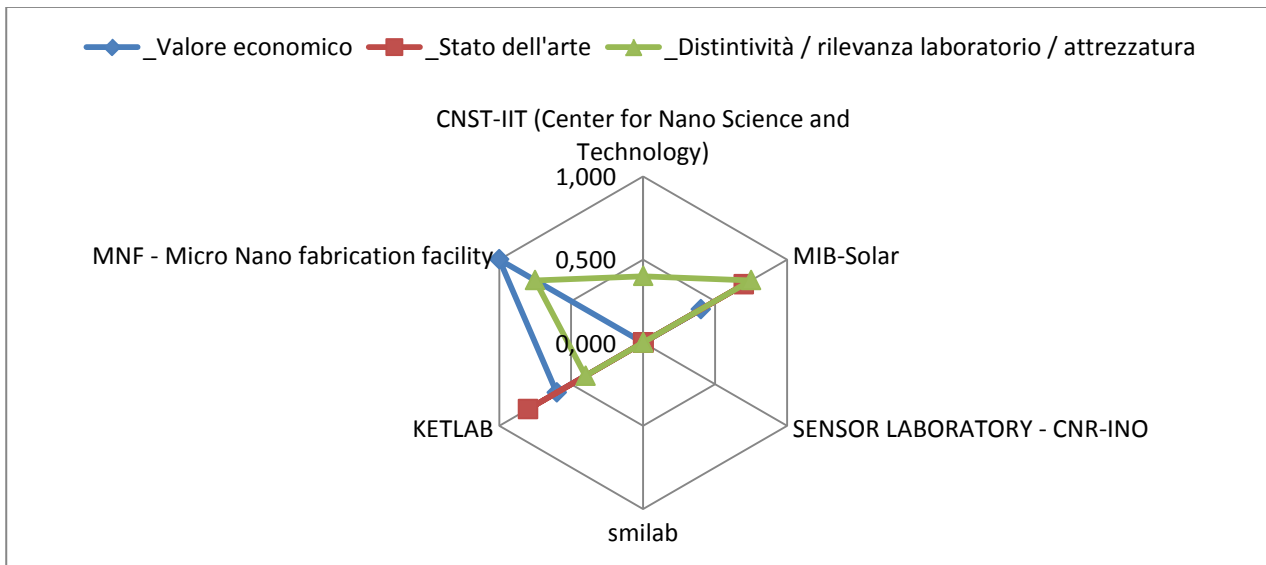 _Valore economico _Stato dell'arte _Distintività / rilevanza laboratorio / attrezzatura
CNST-IIT (Center for Nano Science and
Technology)
1,000
MNF - Micro Nano fabrication facility
0,500
MIB-Solar
0,000
KETLAB
SENSOR LABORATORY - CNR-INO
smilab